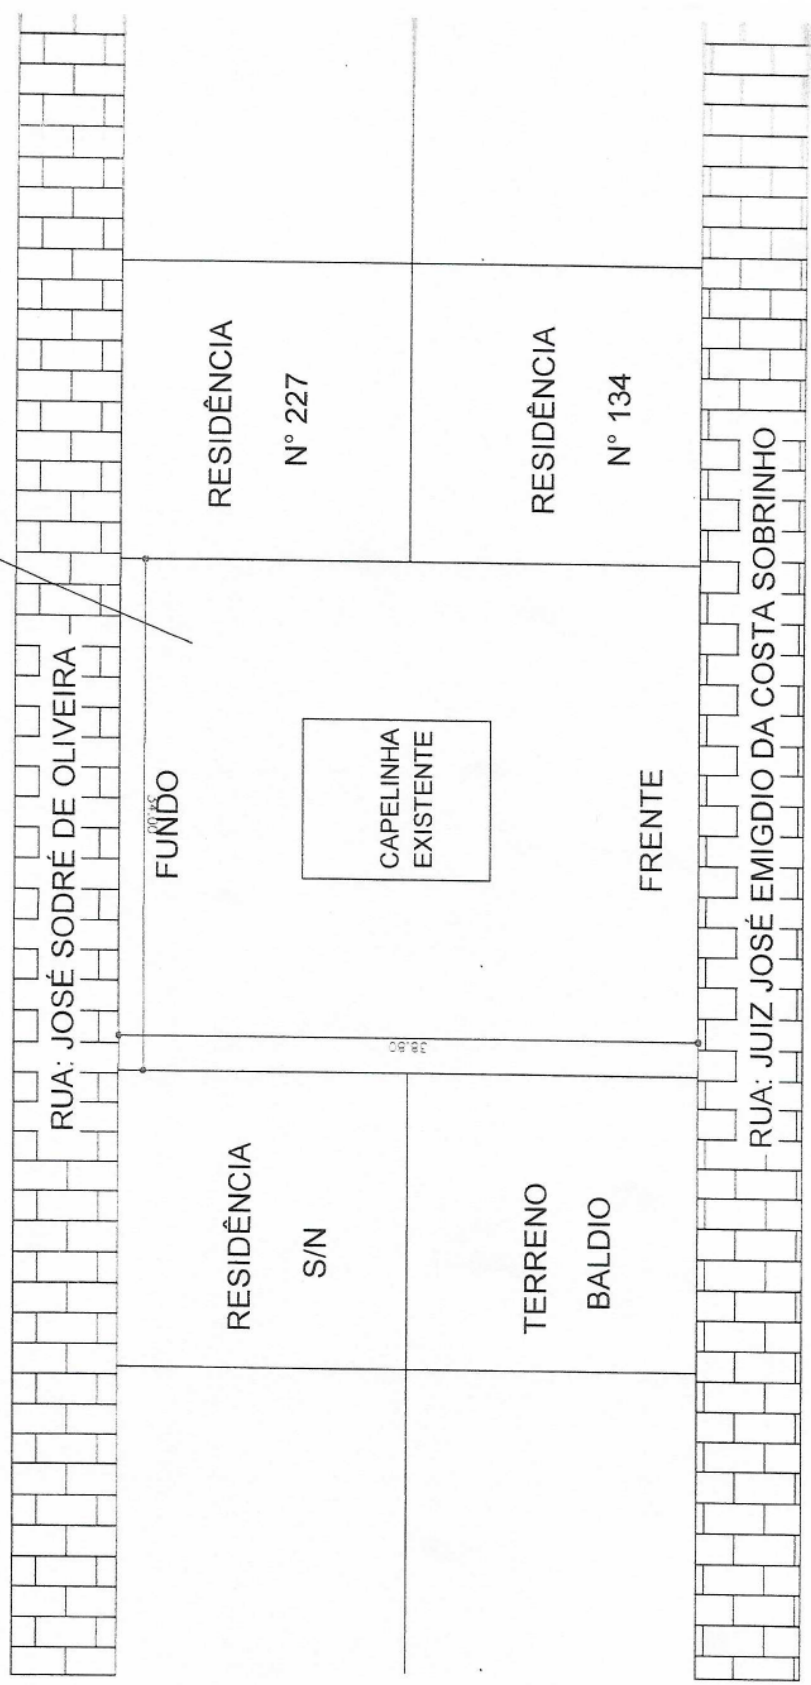 RUA: JOSÉ SODRÉ DE OLIVEIRA
RESIDÊNCIA
S/N
FUNDO
34.00
RESIDÊNCIA
N° 227
38.80
CAPELINHA
EXISTENTE
TERRENO
BALDIO
FRENTE
RESIDÊNCIA
N° 134
RUA: JUIZ JOSÉ EMIGDIO DA COSTA SOBRINHO